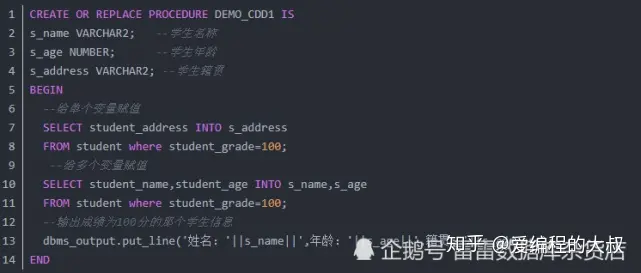 1 CREATE OR REPLACE PROCEDURE DEMO_CDD1 IS
2 s_name VARCHAR2; --学生名称
3 s_age NUMBER; --学生年龄
4 s_address VARCHAR2; --学生籍贯
5 BEGIN
6 --给单个变量赋值
7 SELECT student_address INTO s_address
8 FROM student where student_grade=100;
9 --给多个变量赋值
10 SELECT student_name,student_age INTO s_name,s_age
11 FROM student where student_grade=100;
12 --输出成绩为100分的那个学生信息
13 dbms_output.put_line('姓名：'||s_name||',年龄：'||s_age||'
14 END
企鹅号 雷雷数据库杂货店
知乎 @爱编程的大叔